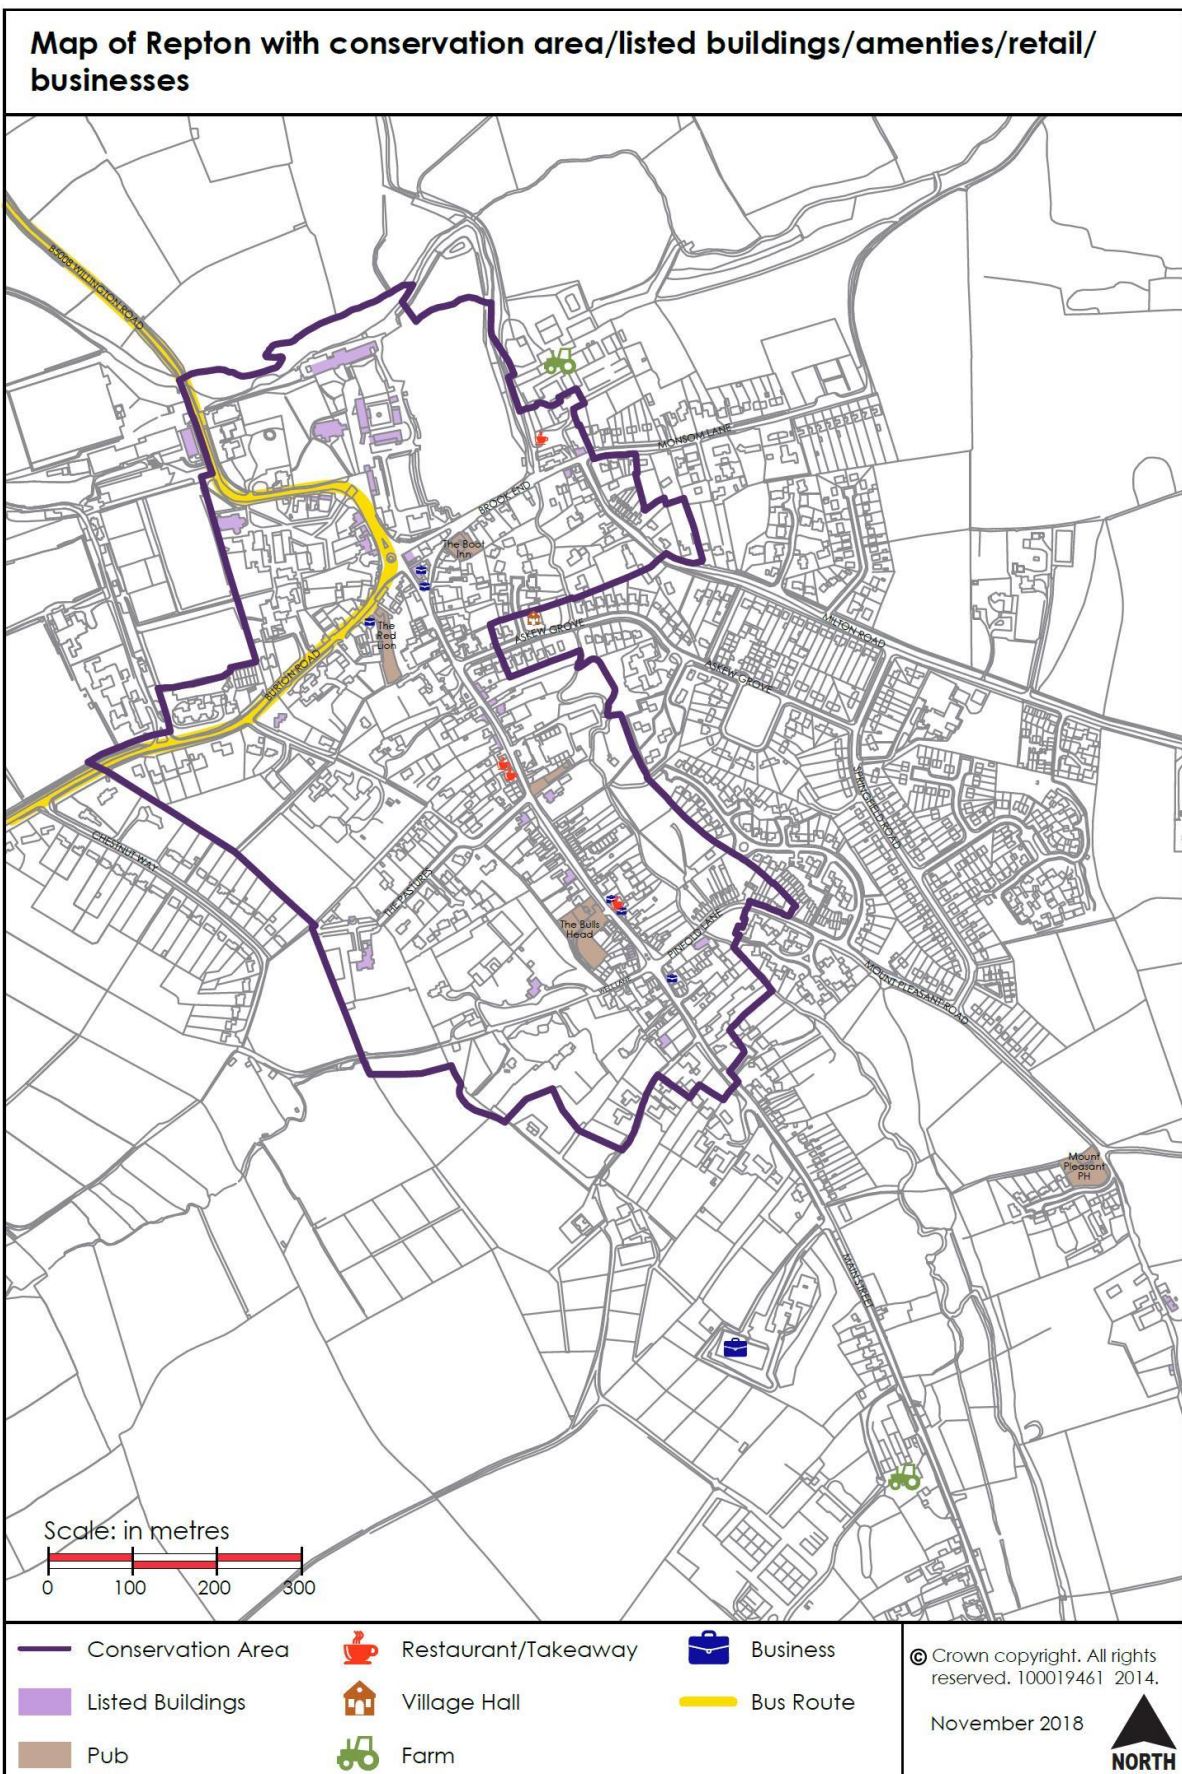 Map of Repton with conservation area/listed buildings/amenties/retail/
businesses
B5008 WILLINGTON ROAD
MONSOM LANE
BROOK END
The Boot
Inn
The
Red
Lion
ASKEW GROVE
MILTON ROAD
ASKEW GROVE
BURTON ROAD
SPRINGFIELD ROAD
CHESTNUT WAY
THE PASTURES
The Bulls
Head
PINFOLD LANE
MOUNT PLEASANT ROAD
Mount
Pleasant
PH
MAIN STREET
Scale: in metres
0 100 200 300
Conservation Area
Restaurant/Takeaway
Business
Listed Buildings
Village Hall
Bus Route
Pub
Farm
© Crown copyright. All rights
reserved. 100019461 2014.
November 2018
NORTH